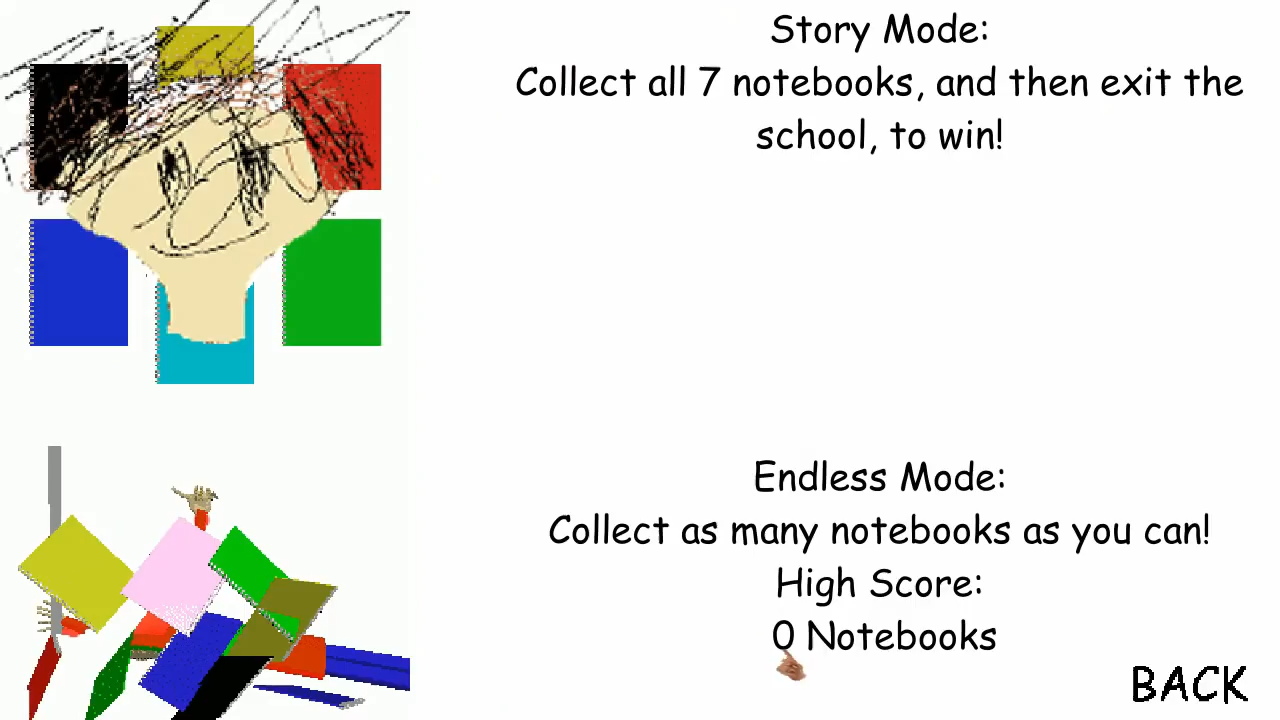 Story Mode:
Collect all 7 notebooks, and then exit the
school, to win!
Endless Mode:
Collect as many notebooks as you can!
High Score:
0 Notebooks
BACK